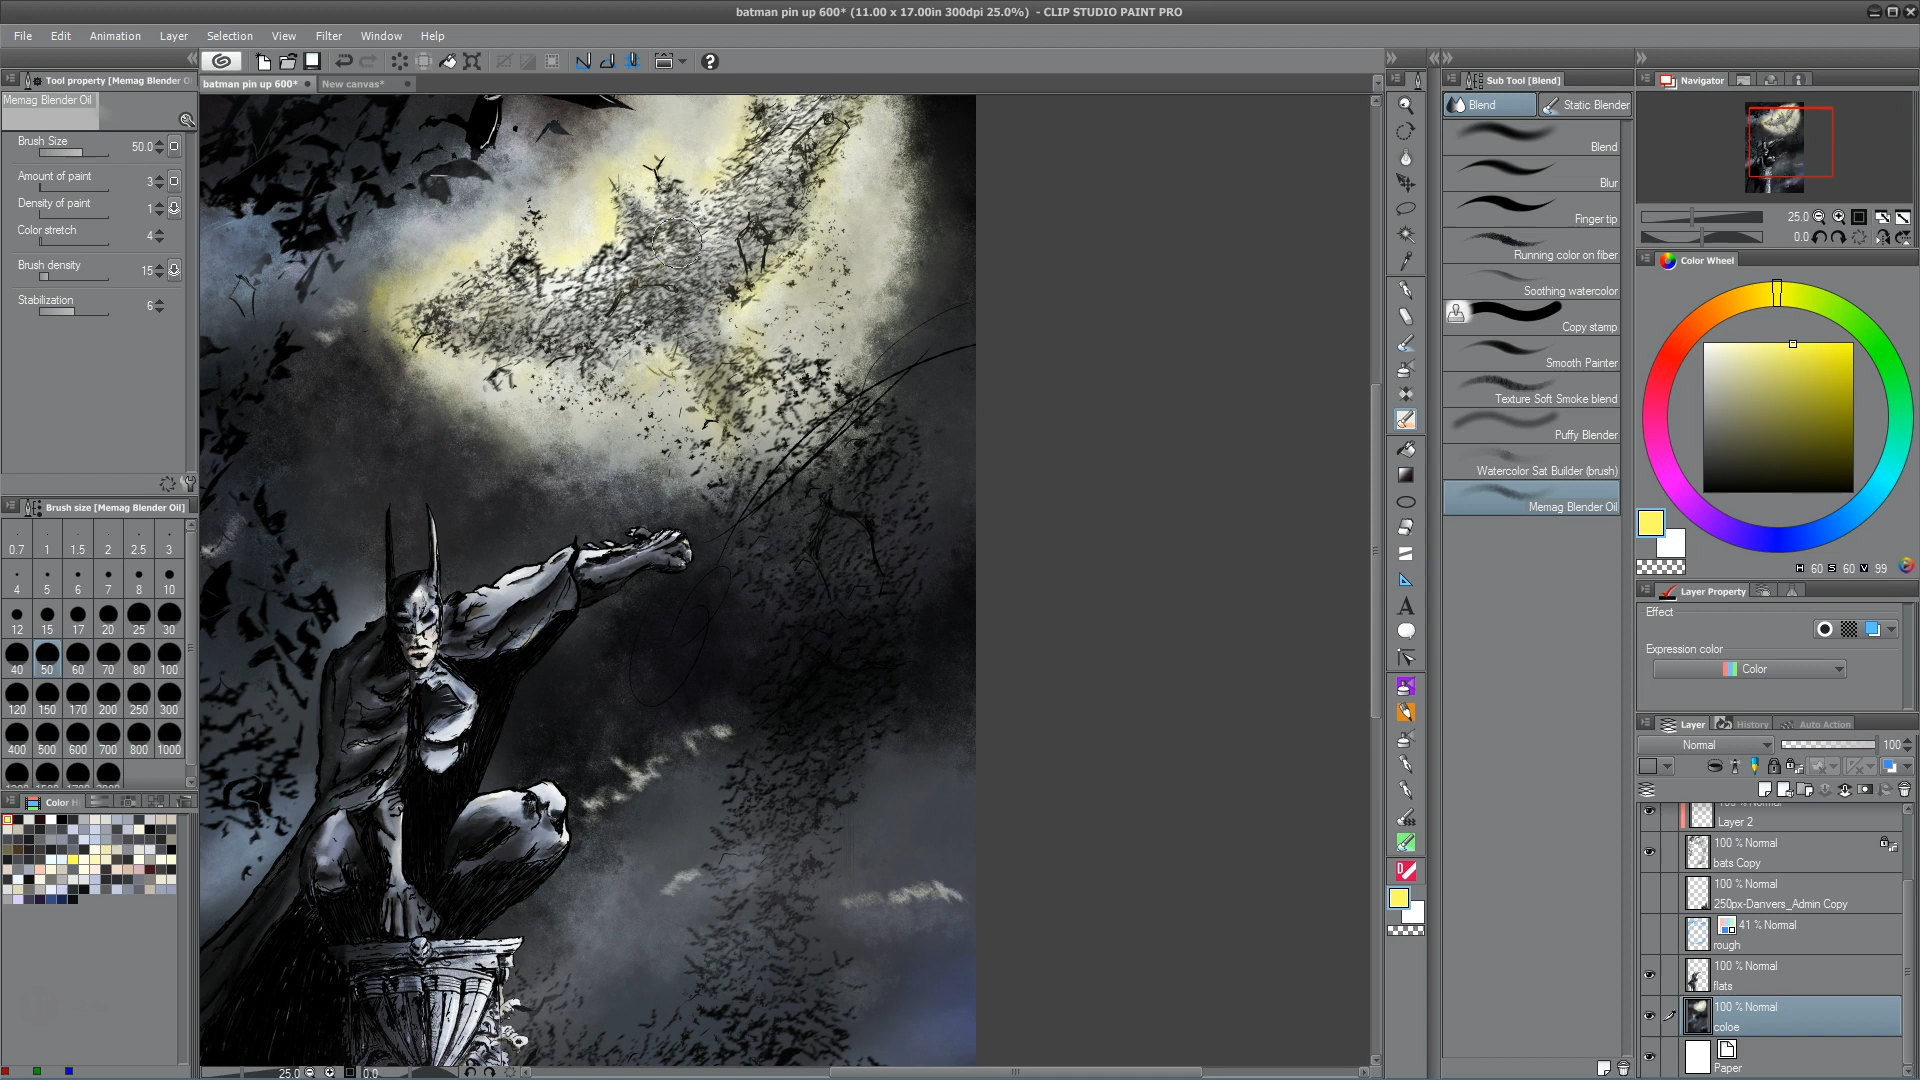 batman pin up 600* (11.00 x 17.00in 300dpi 25.0%) - CLIP STUDIO PAINT PRO
File Edit Animation Layer Selection View Filter Window Help
Tool property [Memag Blender O
Memag Blender Oil
Brush Size 50.0
Amount of paint 3
Density of paint 1
Color stretch 4
Brush density 15
Stabilization 6
Brush size [Memag Blender Oil]
0.7 1 1.5 2 2.5 3
4 5 6 7 8 10
12 15 17 20 25 30
40 50 60 70 80 100
120 150 170 200 250 300
400 500 600 700 800 1000
Color H
batman pin up 600* New canvas*
25.0 0.0
Sub Tool [Blend]
Blend Static Blender
Blend
Blur
Finger tip
Running color on fiber
Soothing watercolor
Copy stamp
Smooth Painter
Texture Soft Smoke blend
Puffy Blender
Watercolor Sat Builder (brush)
Memag Blender Oil
Navigator
25.0
0.0
Color Wheel
H 60 S 60 V 99
Layer Property
Effect
Expression color
Color
Layer History Auto Action
Normal 100
100 % Normal
Layer 2
100 % Normal
bats Copy
100 % Normal
250px-Danvers_Admin Copy
41 % Normal
rough
100 % Normal
flats
100 % Normal
coloe
Paper